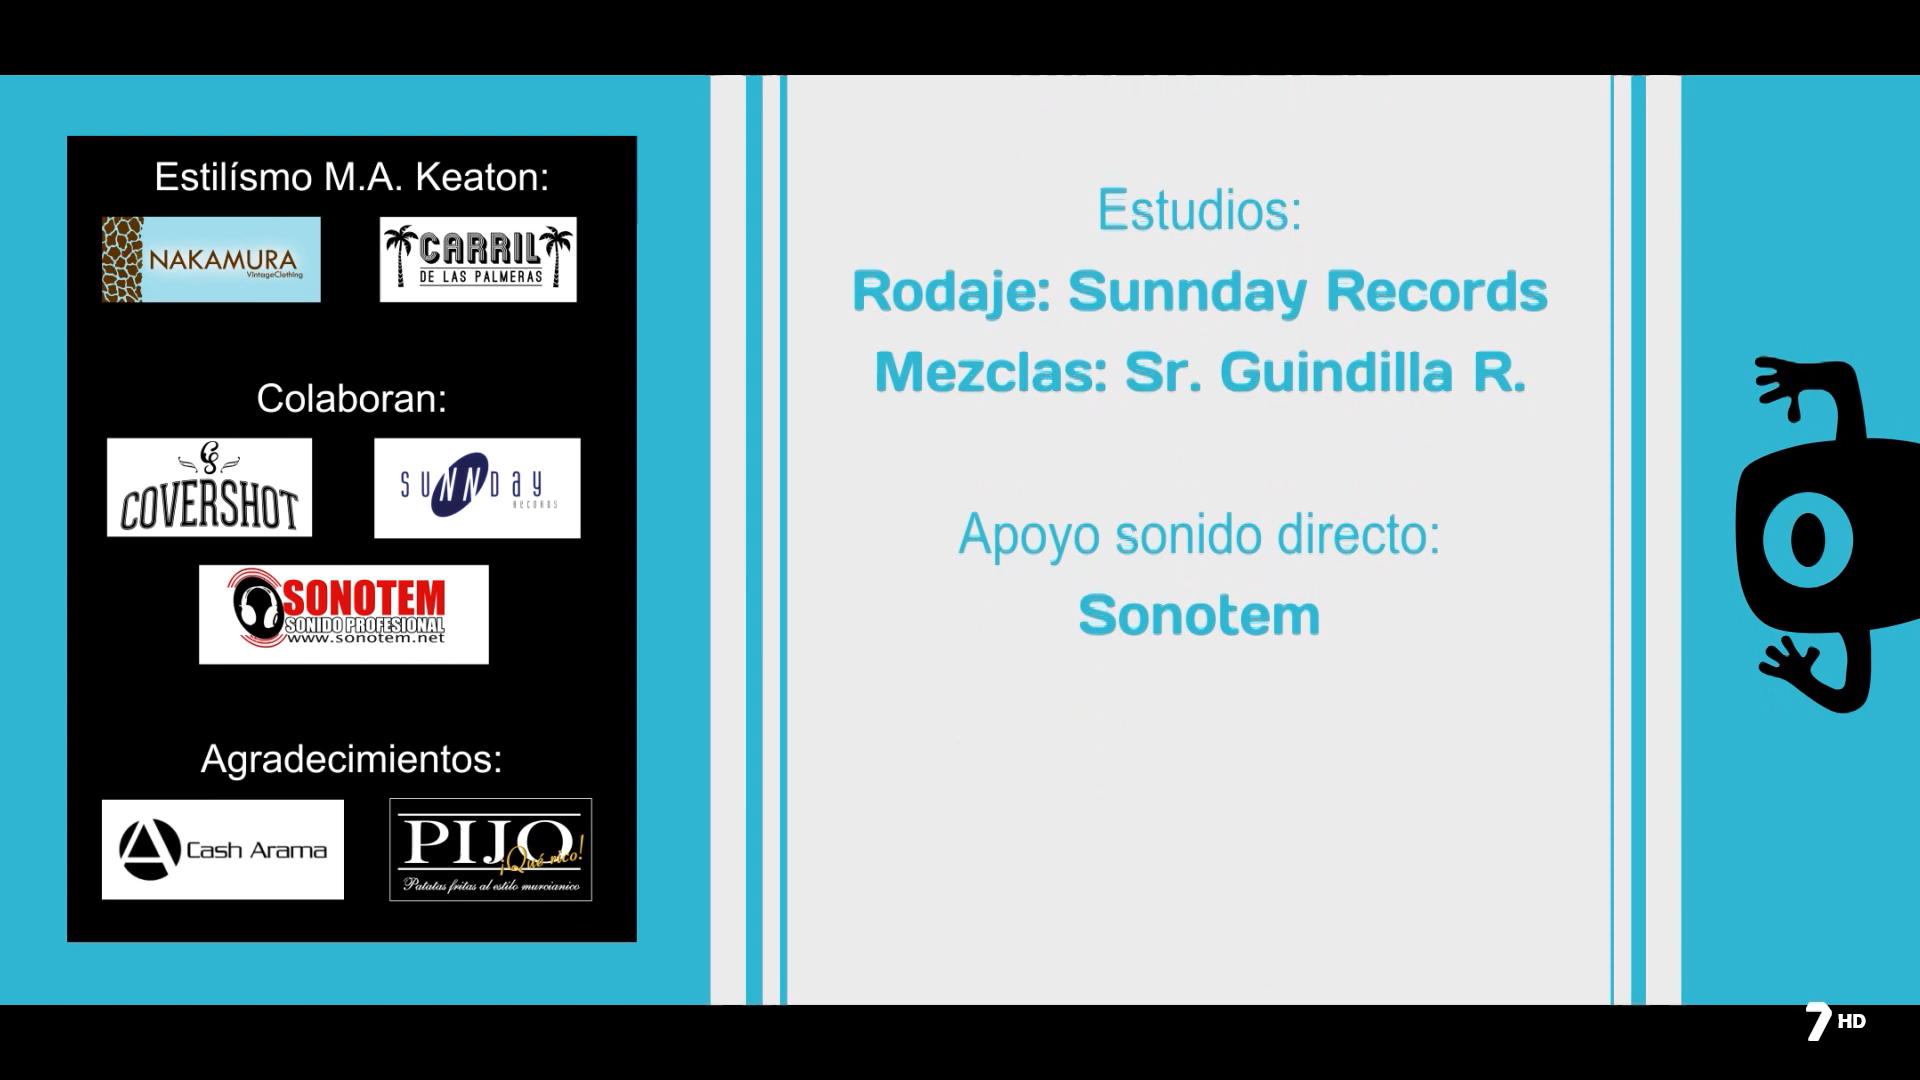 Estilísmo M.A. Keaton:
NAKAMURA
VintageClothing
CARRIL
DE LAS PALMERAS
Colaboran:
COVERSHOT
SUNNDAY
RECORDS
SONOTEM
SONIDO PROFESIONAL
www.sonotem.net
Agradecimientos:
Cash Arama
PIJO
¡Qué rico!
Patatas fritas al estilo murcianico
Estudios:
Rodaje: Sunnday Records
Mezclas: Sr. Guindilla R.
Apoyo sonido directo:
Sonotem
7 HD